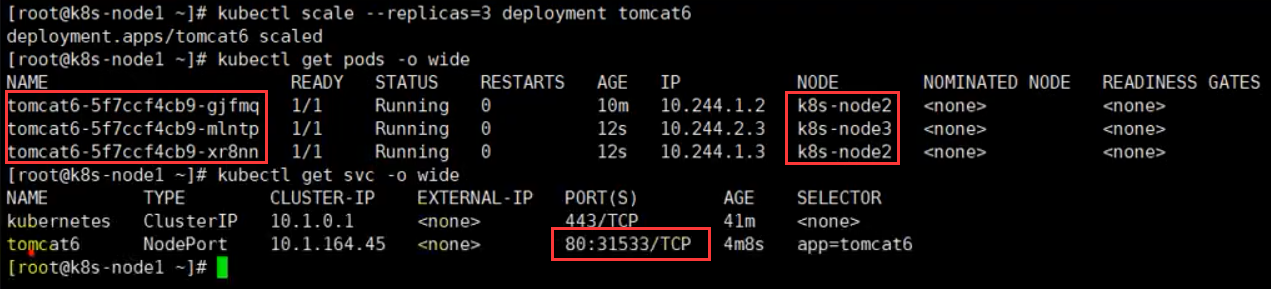 [root@k8s-node1 ~]# kubectl scale --replicas=3 deployment tomcat6
deployment.apps/tomcat6 scaled
[root@k8s-node1 ~]# kubectl get pods -o wide
NAME READY STATUS RESTARTS AGE IP NODE NOMINATED NODE READINESS GATES
tomcat6-5f7ccf4cb9-gjfmq 1/1 Running 0 10m 10.244.1.2 k8s-node2 <none> <none>
tomcat6-5f7ccf4cb9-mlntp 1/1 Running 0 12s 10.244.2.3 k8s-node3 <none> <none>
tomcat6-5f7ccf4cb9-xr8nn 1/1 Running 0 12s 10.244.1.3 k8s-node2 <none> <none>
[root@k8s-node1 ~]# kubectl get svc -o wide
NAME TYPE CLUSTER-IP EXTERNAL-IP PORT(S) AGE SELECTOR
kubernetes ClusterIP 10.1.0.1 <none> 443/TCP 41m <none>
tomcat6 NodePort 10.1.164.45 <none> 80:31533/TCP 4m8s app=tomcat6
[root@k8s-node1 ~]#